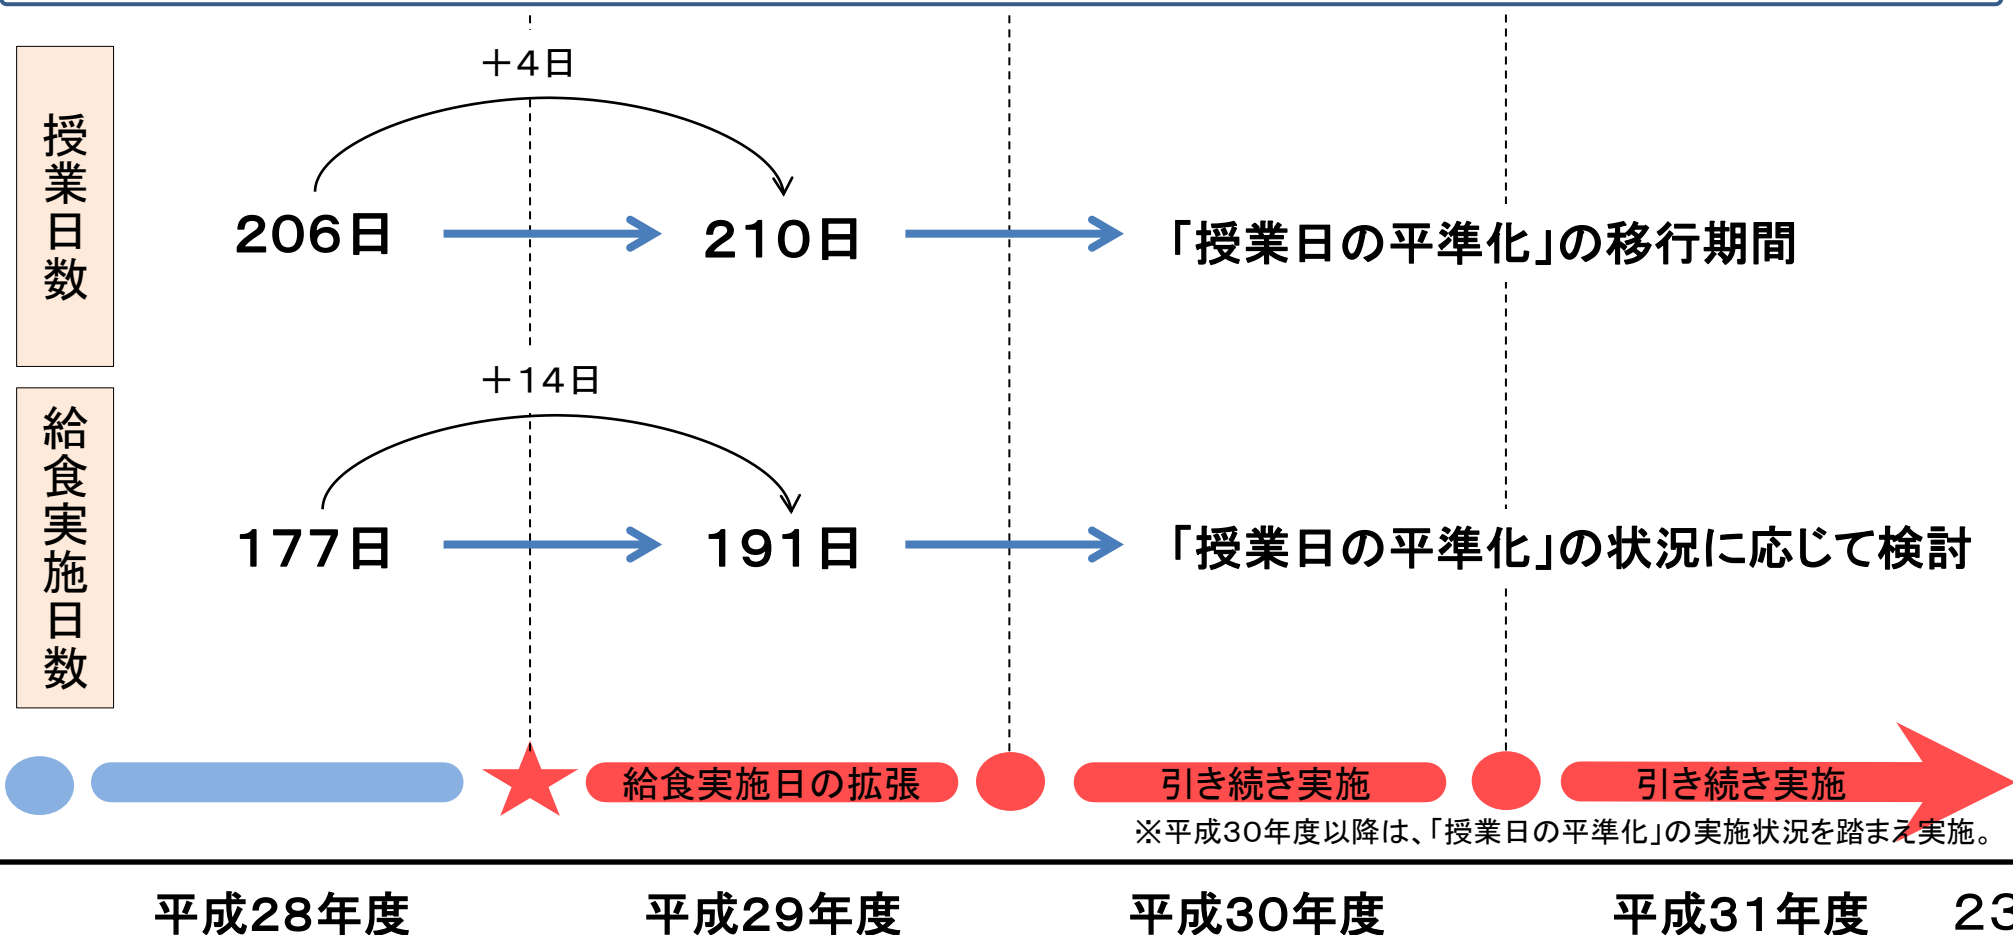 授業日数
＋4日
206日
210日
「授業日の平準化」の移行期間
給食実施日数
＋14日
177日
191日
「授業日の平準化」の状況に応じて検討
給食実施日の拡張
引き続き実施
引き続き実施
※平成30年度以降は、「授業日の平準化」の実施状況を踏まえ実施。
平成28年度
平成29年度
平成30年度
平成31年度
23